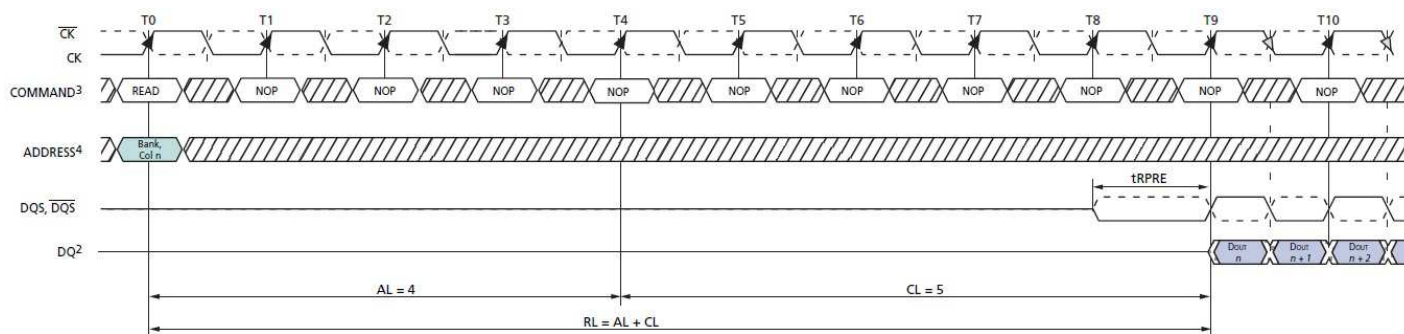 T0 T1 T2 T3 T4 T5 T6 T7 T8 T9 T10
CK
CK
COMMAND3 READ NOP NOP NOP NOP NOP NOP NOP NOP NOP NOP
ADDRESS4 Bank,
Col n
tRPRE
DQS, DQS
DQ2 DOUT DOUT DOUT
n n + 1 n + 2
AL = 4 CL = 5
RL = AL + CL